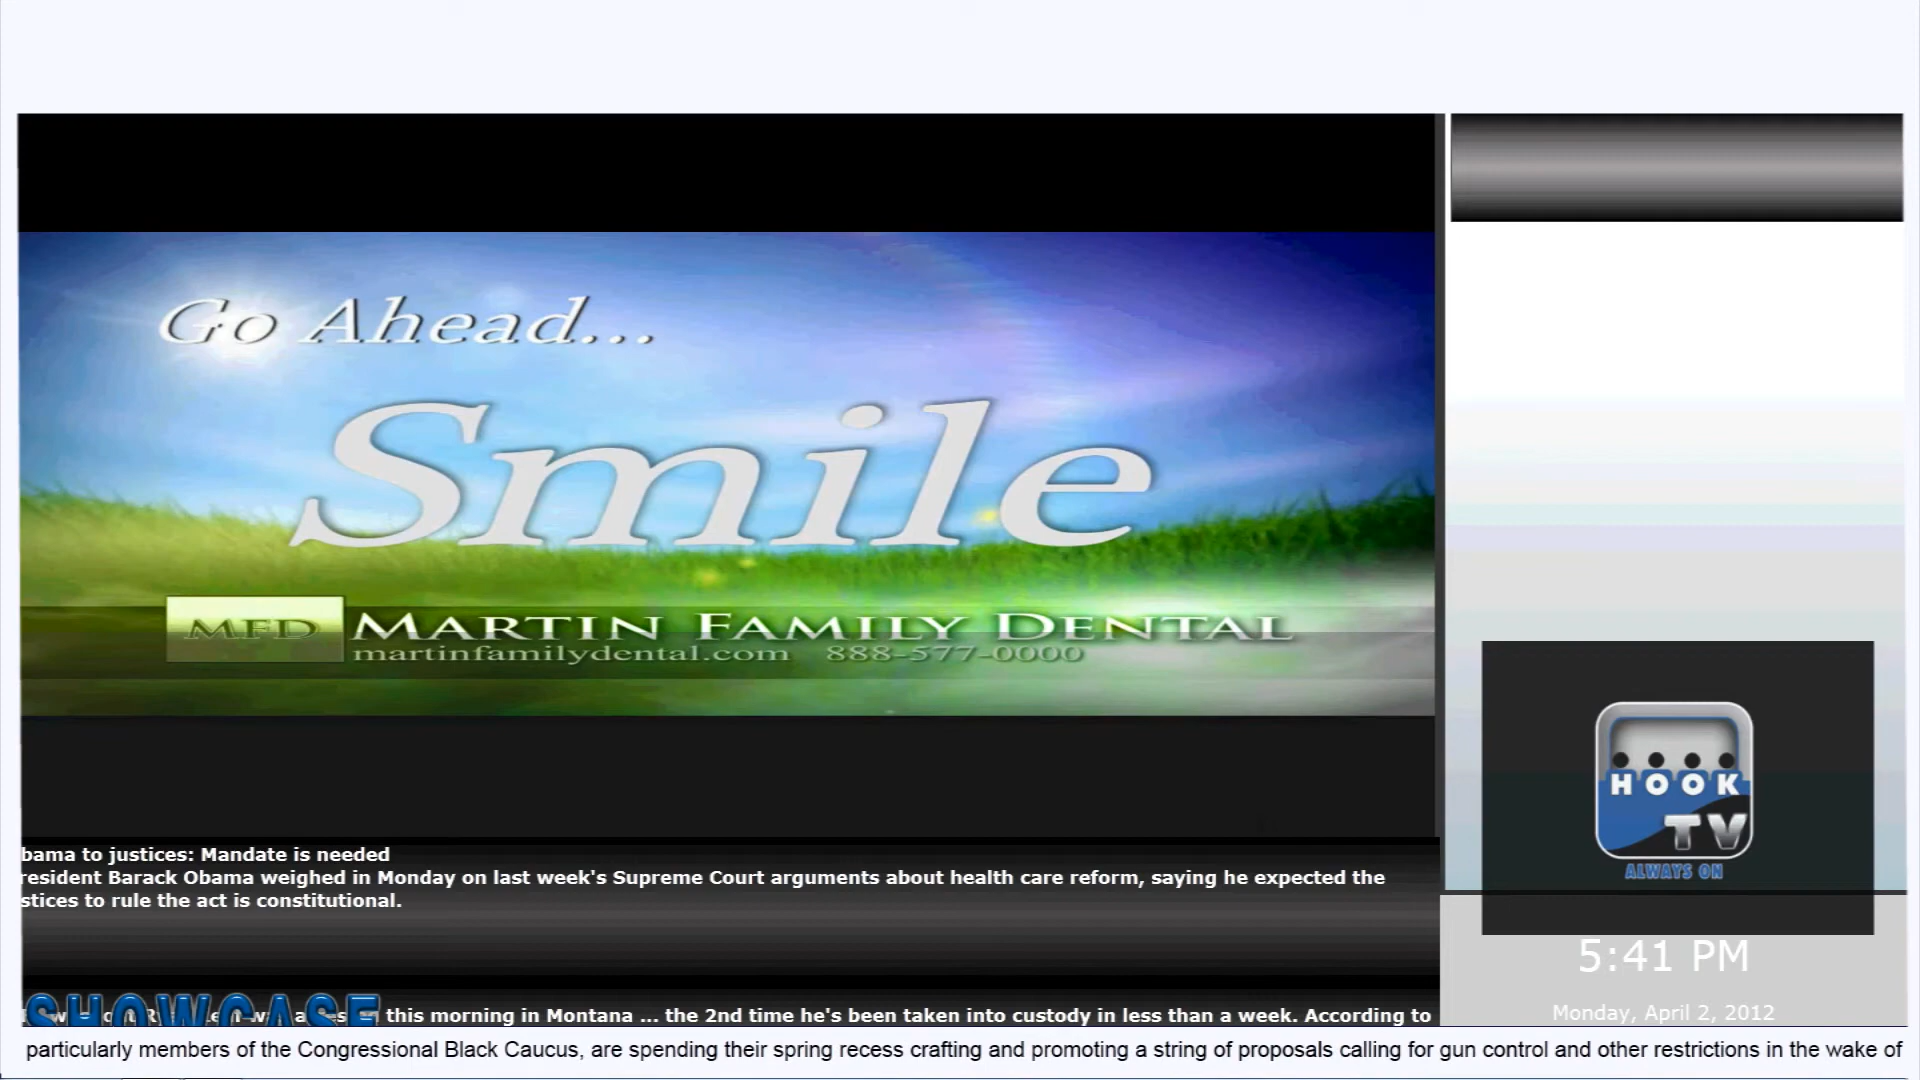 Go Ahead...
Smile
MFD
MARTIN FAMILY DENTAL
martinfamilydental.com 888-577-0000
HOOK
TV
ALWAYS ON
bama to justices: Mandate is needed
resident Barack Obama weighed in Monday on last week's Supreme Court arguments about health care reform, saying he expected the
stices to rule the act is constitutional.
5:41 PM
Monday, April 2, 2012
SHOWCASE
this morning in Montana ... the 2nd time he's been taken into custody in less than a week. According to
particularly members of the Congressional Black Caucus, are spending their spring recess crafting and promoting a string of proposals calling for gun control and other restrictions in the wake of